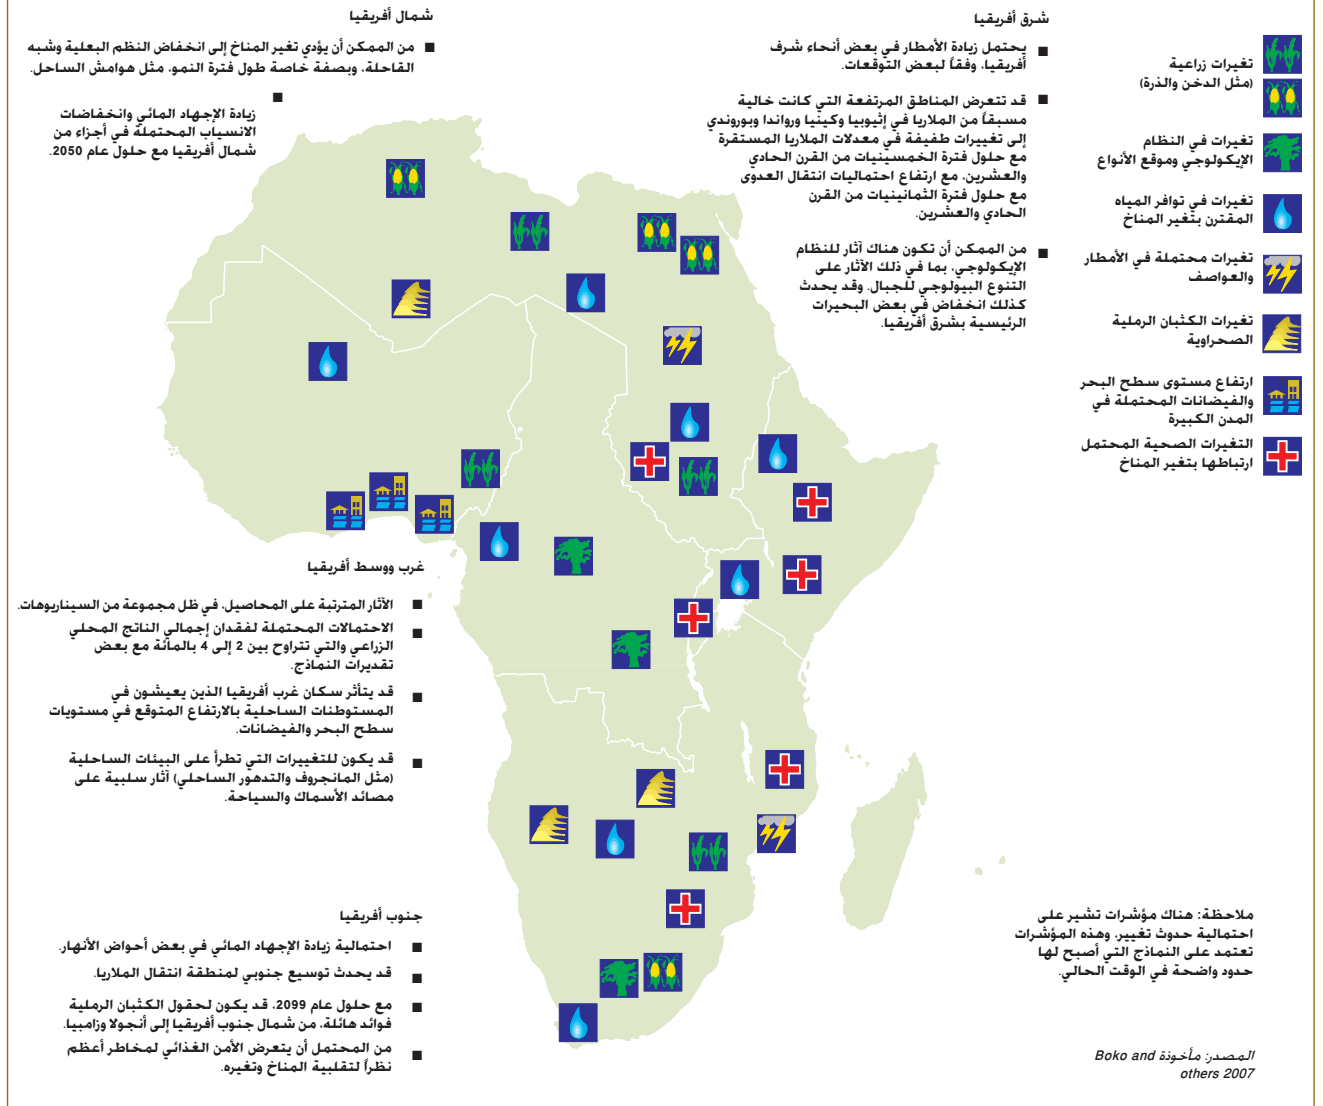 شرق أفريقيا
يحتمل زيادة الأمطار في بعض أنحاء شرف
أفريقيا، وفقاً لبعض التوقعات.
قد تتعرض المناطق المرتفعة التي كانت خالية
مسبقاً من الملاريا في إثيوبيا وكينيا ورواندا وبوروندي
إلى تغييرات طفيفة في معدلات الملاريا المستقرة
مع حلول فترة الخمسينيات من القرن الحادي
والعشرين، مع ارتفاع احتماليات انتقال العدوى
مع حلول فترة الثمانينيات من القرن
الحادي والعشرين.
من الممكن أن تكون هناك آثار للنظام
الإيكولوجي، بما في ذلك الآثار على
التنوع البيولوجي للجبال. وقد يحدث
كذلك انخفاض في بعض البحيرات
الرئيسية بشرق أفريقيا.
شمال أفريقيا
من الممكن أن يؤدي تغير المناخ إلى انخفاض النظم البعلية وشبه
القاحلة، وبصفة خاصة طول فترة النمو، مثل هوامش الساحل.
زيادة الإجهاد المائي وانخفاضات
الانسياب المحتملة في أجزاء من
شمال أفريقيا مع حلول عام 2050.
تغيرات زراعية
(مثل الدخن والذرة)
تغيرات في النظام
الإيكولوجي وموقع الأنواع
تغيرات في توافر المياه
المقترن بتغير المناخ
تغيرات محتملة في الأمطار
والعواصف
تغيرات الكثبان الرملية
الصحراوية
ارتفاع مستوى سطح البحر
والفيضانات المحتملة في
المدن الكبيرة
التغيرات الصحية المحتمل
ارتباطها بتغير المناخ
غرب ووسط أفريقيا
الآثار المترتبة على المحاصيل، في ظل مجموعة من السيناريوهات.
الاحتمالات المحتملة لفقدان إجمالي الناتج المحلي
الزراعي والتي تتراوح بين 2 إلى 4 بالمائة مع بعض
تقديرات النماذج.
قد يتأثر سكان غرب أفريقيا الذين يعيشون في
المستوطنات الساحلية بالارتفاع المتوقع في مستويات
سطح البحر والفيضانات.
قد يكون للتغييرات التي تطرأ على البيئات الساحلية
(مثل المانجروف والتدهور الساحلي) آثار سلبية على
مصائد الأسماك والسياحة.
جنوب أفريقيا
احتمالية زيادة الإجهاد المائي في بعض أحواض الأنهار.
قد يحدث توسيع جنوبي لمنطقة انتقال الملاريا.
مع حلول عام 2099، قد يكون لحقول الكثبان الرملية
فوائد هائلة، من شمال جنوب أفريقيا إلى أنجولا وزامبيا.
من المحتمل أن يتعرض الأمن الغذائي لمخاطر أعظم
نظراً لتقلبية المناخ وتغيره.
ملاحظة: هناك مؤشرات تشير على
احتمالية حدوث تغيير، وهذه المؤشرات
تعتمد على النماذج التي أصبح لها
حدود واضحة في الوقت الحالي.
المصدر: مأخوذة Boko and
others 2007